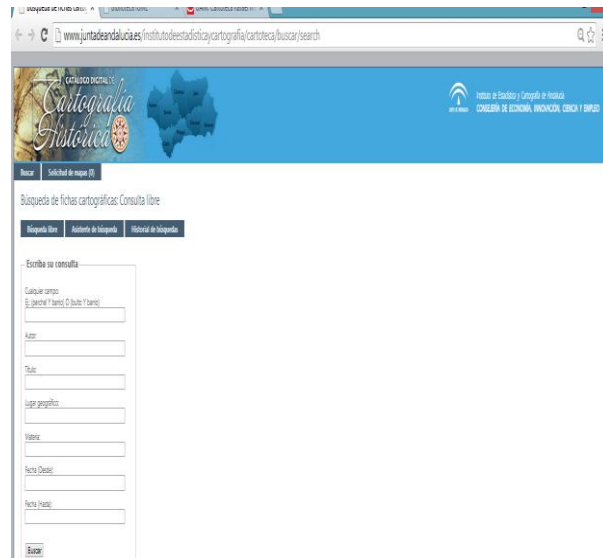 www.juntadeandalucia.es/institutodeestadisticaycartografia/cartoteca/buscar/search
CATÁLOGO DIGITAL DE
Cartografía
Histórica
Instituto de Estadística y Cartografía de Andalucía
CONSEJERÍA DE ECONOMÍA, INNOVACIÓN, CIENCIA Y EMPLEO
Buscar Solicitud de mapas (0)
Búsqueda de fichas cartográficas: Consulta libre
Búsqueda libre Asistente de búsqueda Historial de búsquedas
Escriba su consulta
Cualquier campo:
Ej. (perchel Y barrio) O (bulto Y barrio)
Autor:
Título:
Lugar geográfico:
Materia:
Fecha (Desde):
Fecha (Hasta):
Buscar